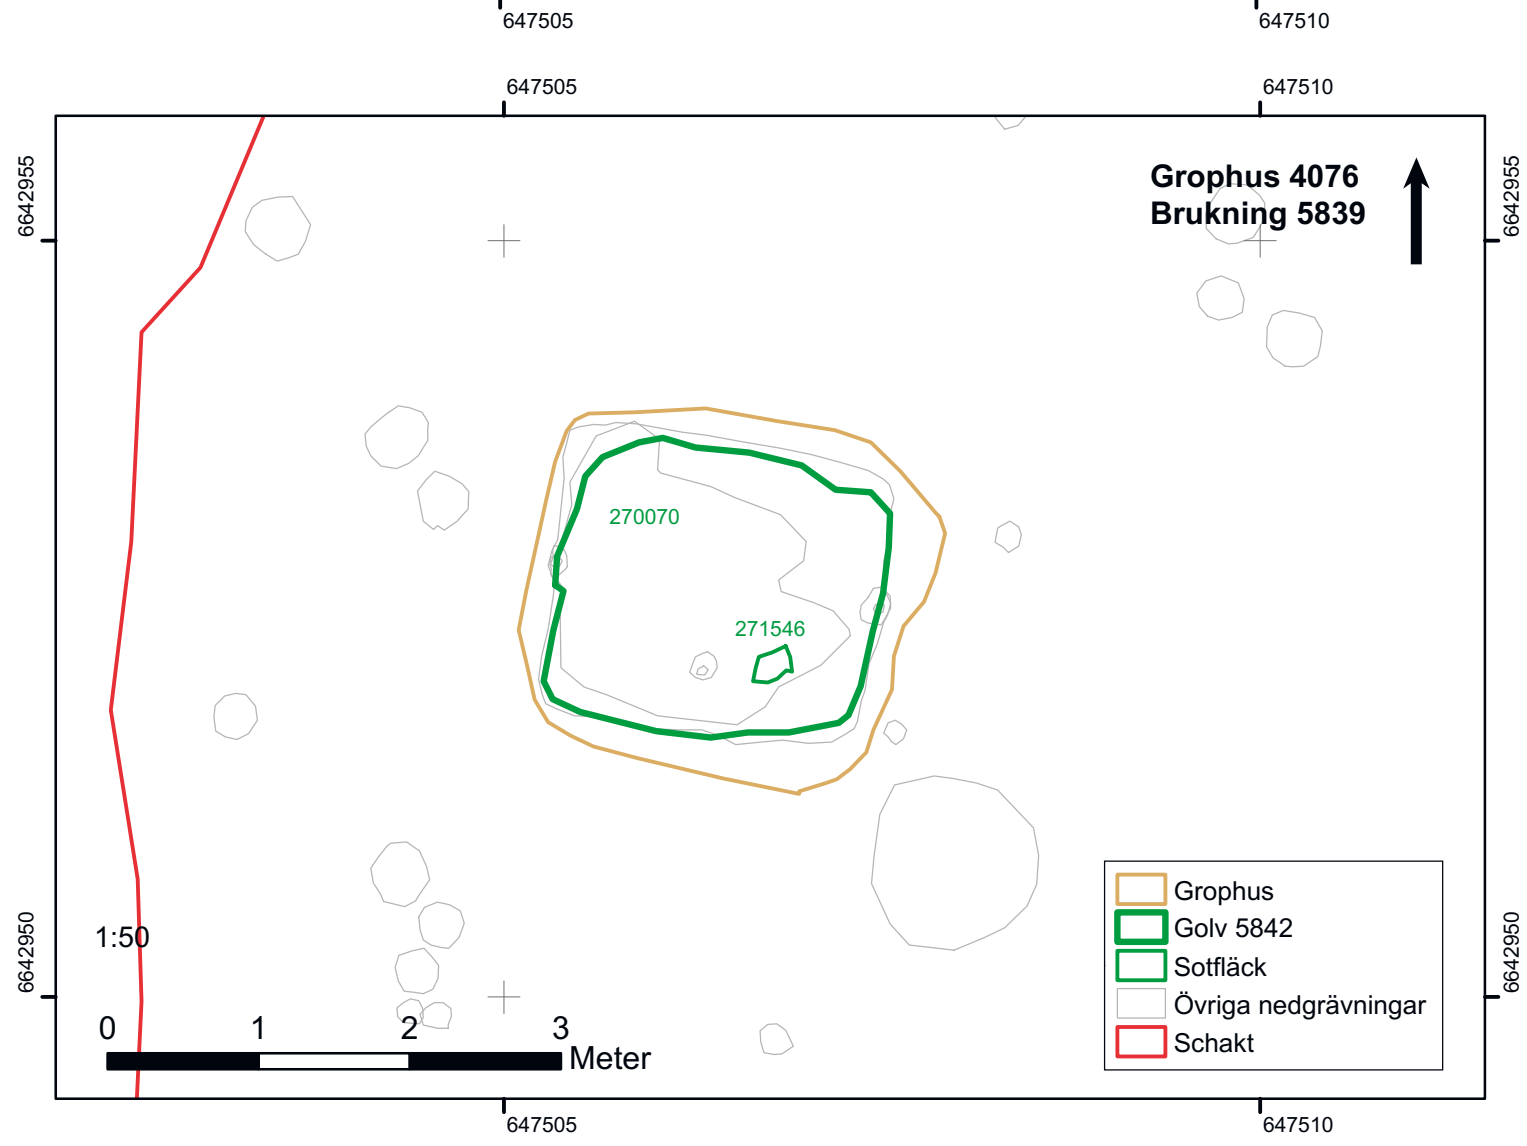 647505
647510
647505
647510
6642955
6642955
Grophus 4076
Brukning 5839
270070
271546
6642950
6642950
1:50
0
1
2
3
Meter
Grophus
Golv 5842
Sotfläck
Övriga nedgrävningar
Schakt
647505
647510